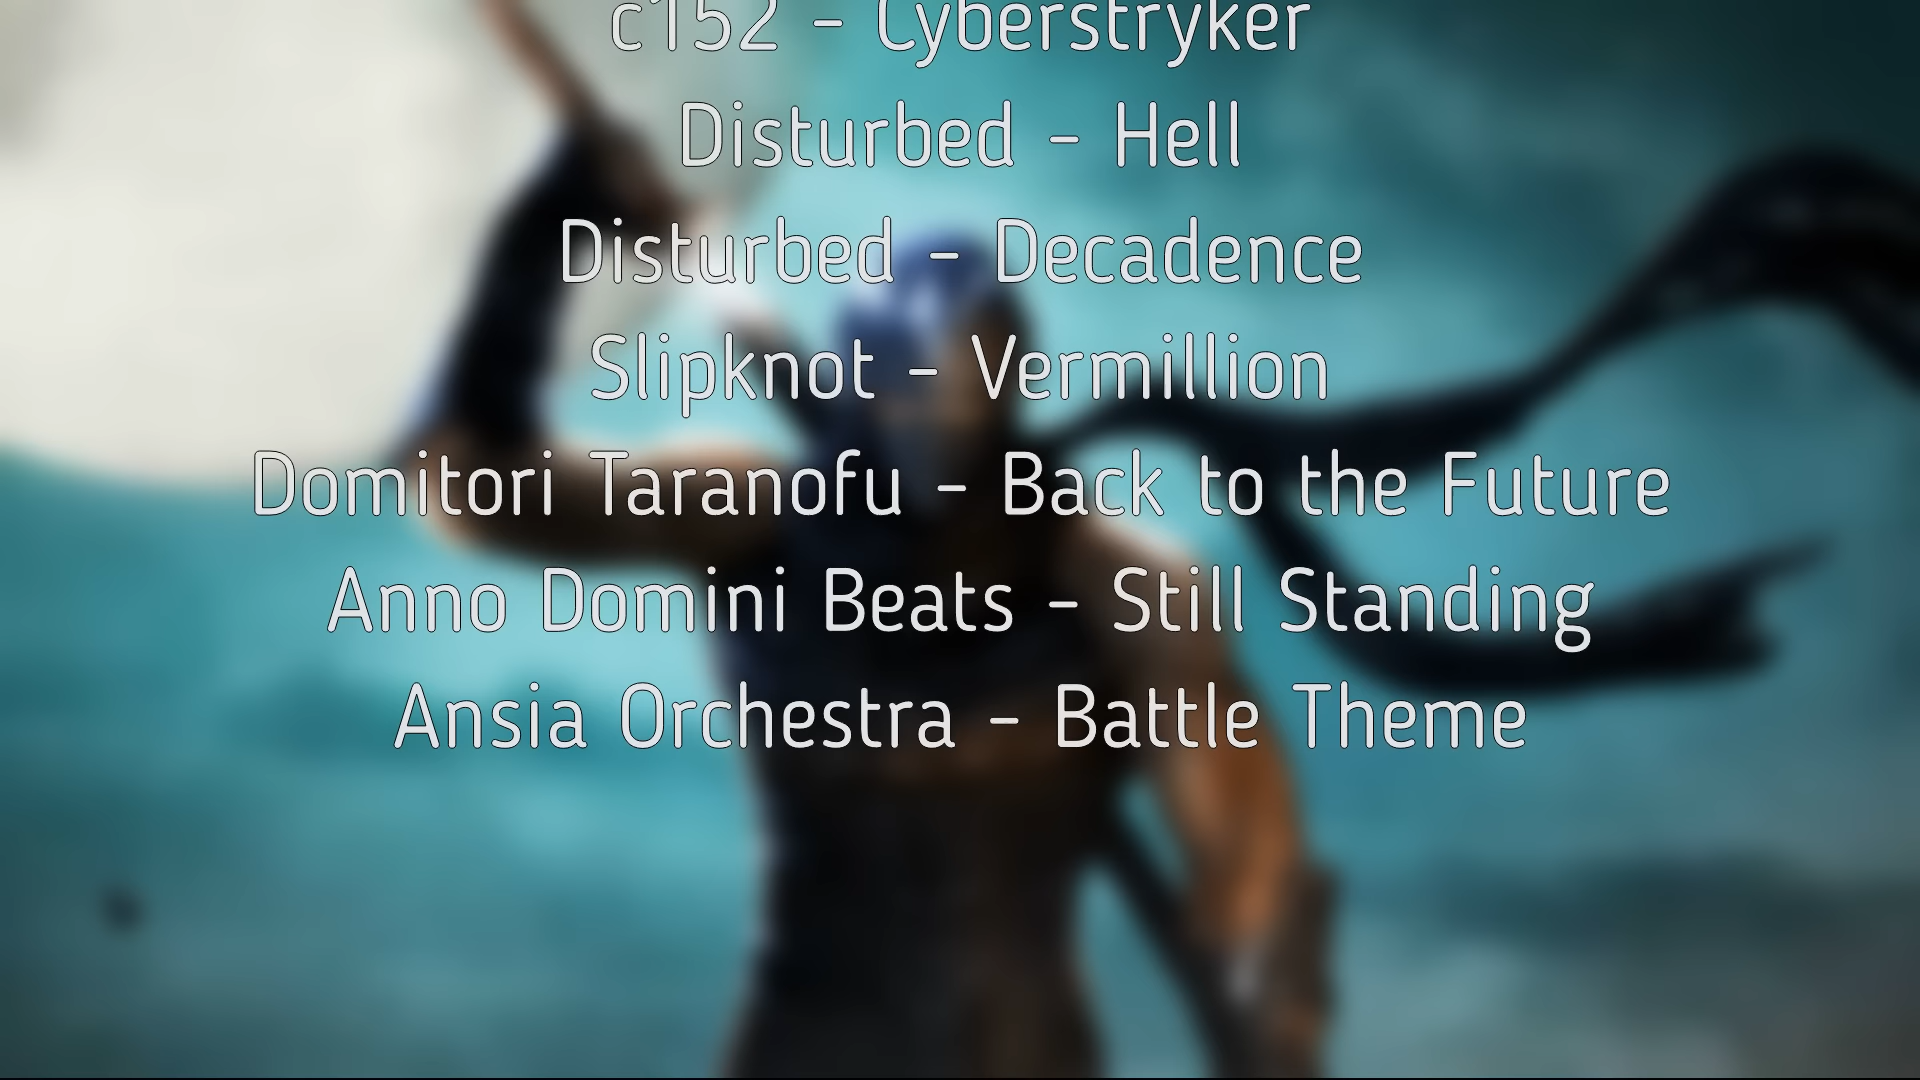 c152 - Cyberstryker
Disturbed - Hell
Disturbed - Decadence
Slipknot - Vermillion
Domitori Taranofu - Back to the Future
Anno Domini Beats - Still Standing
Ansia Orchestra - Battle Theme